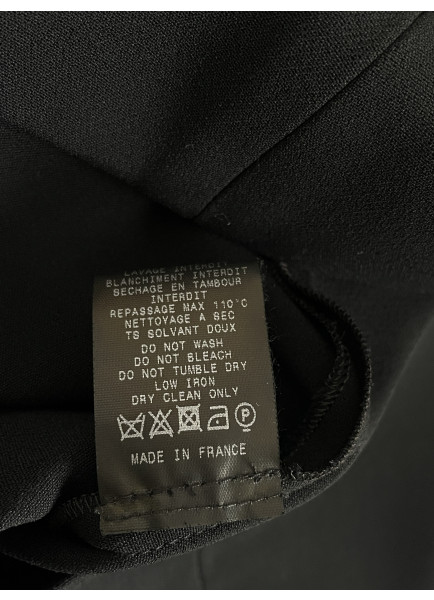 LAVAGE INTERDIT
BLANCHIMENT INTERDIT
SECHAGE EN TAMBOUR
INTERDIT
REPASSAGE MAX 110°C
NETTOYAGE A SEC
TS SOLVANT DOUX
DO NOT WASH
DO NOT BLEACH
DO NOT TUMBLE DRY
LOW IRON
DRY CLEAN ONLY
P
MADE IN FRANCE